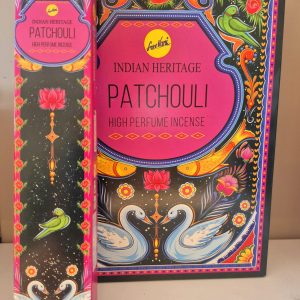 INDIAN HERITAGE
PATCHOULI
HIGH PERFUME INCENSE
INDIAN HERITAGE
PATCHOULI
HIGH PERFUME INCENSE